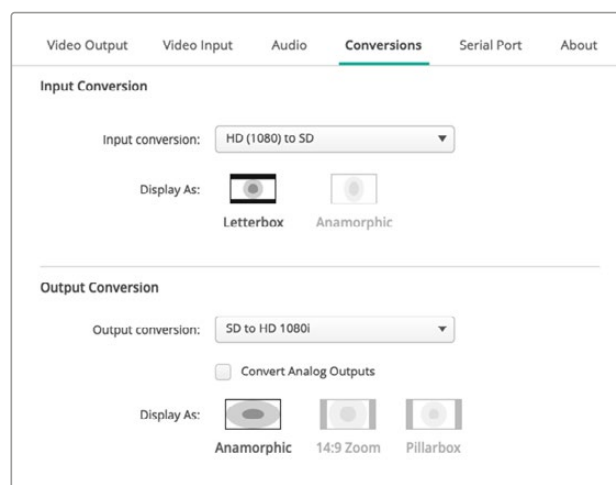 Video Output Video Input Audio Conversions Serial Port About
Input Conversion
Input conversion: HD (1080) to SD
Display As:
Letterbox Anamorphic
Output Conversion
Output conversion: SD to HD 1080i
Convert Analog Outputs
Display As:
Anamorphic 14:9 Zoom Pillarbox